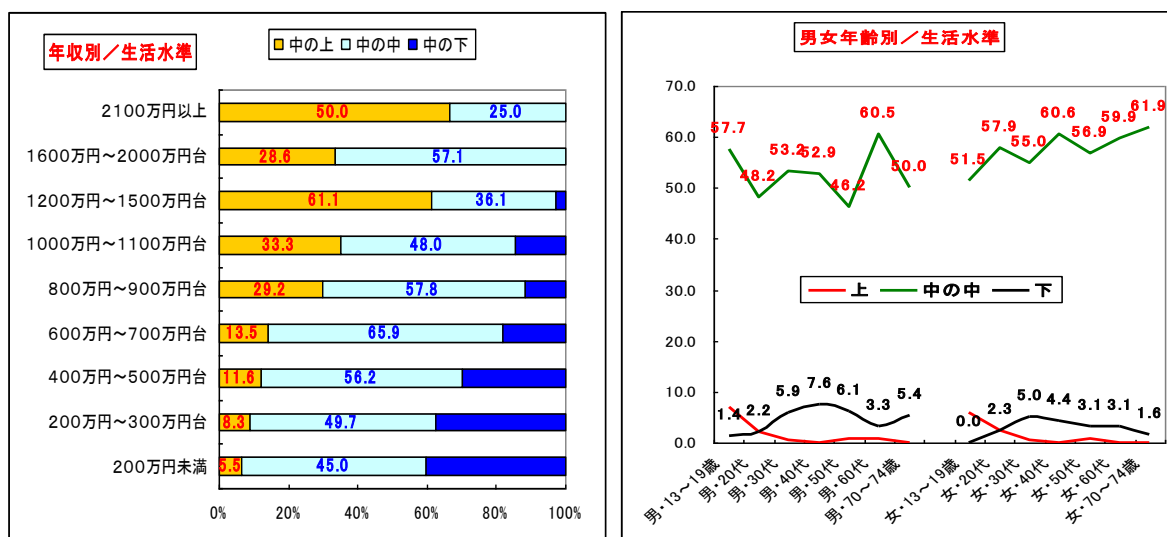 年収別/生活水準
中の上 中の中 中の下
2100万円以上 50.0 25.0
1600万円～2000万円台 28.6 57.1
1200万円～1500万円台 61.1 36.1
1000万円～1100万円台 33.3 48.0
800万円～900万円台 29.2 57.8
600万円～700万円台 13.5 65.9
400万円～500万円台 11.6 56.2
200万円～300万円台 8.3 49.7
200万円未満 5.5 45.0
0% 20% 40% 60% 80% 100%
男女年齢別/生活水準
70.0
60.0
50.0
40.0
30.0
20.0
10.0
0.0
57.7 48.2 53.2 52.9 46.2 60.5 50.0 51.5 57.9 55.0 60.6 56.9 59.9 61.9
上 中の中 下
1.4 2.2 5.9 7.6 6.1 3.3 5.4 0.0 2.3 5.0 4.4 3.1 3.1 1.6
男・13～19歳
男・20代
男・30代
男・40代
男・50代
男・60代
男・70～74歳
女・13～19歳
女・20代
女・30代
女・40代
女・50代
女・60代
女・70～74歳